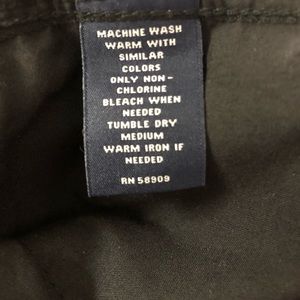 MACHINE WASH
WARM WITH
SIMILAR
COLORS
ONLY NON-
CHLORINE
BLEACH WHEN
NEEDED
TUMBLE DRY
MEDIUM
WARM IRON IF
NEEDED
RN 58909